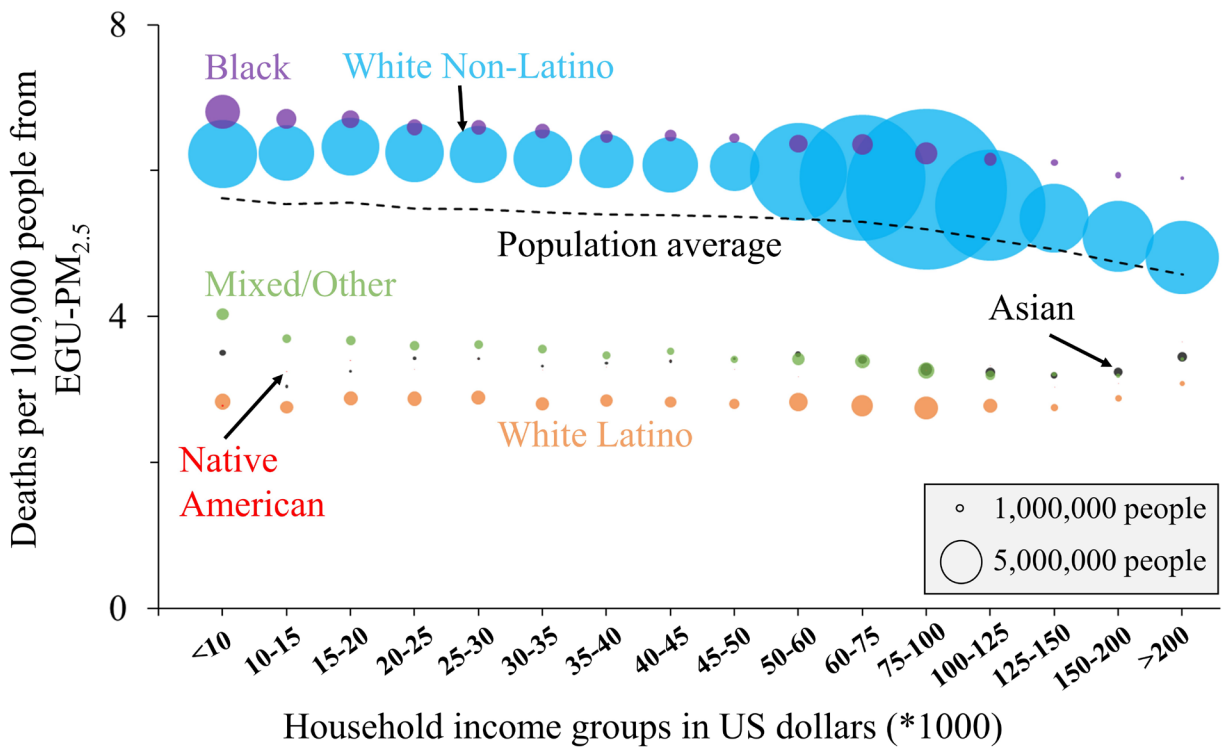 Deaths per 100,000 people from
EGU-PM2.5
8
4
0
Black
White Non-Latino
Population average
Mixed/Other
Asian
Native
American
White Latino
1,000,000 people
5,000,000 people
<10
10-15
15-20
20-25
25-30
30-35
35-40
40-45
45-50
50-60
60-75
75-100
100-125
125-150
150-200
>200
Household income groups in US dollars (*1000)